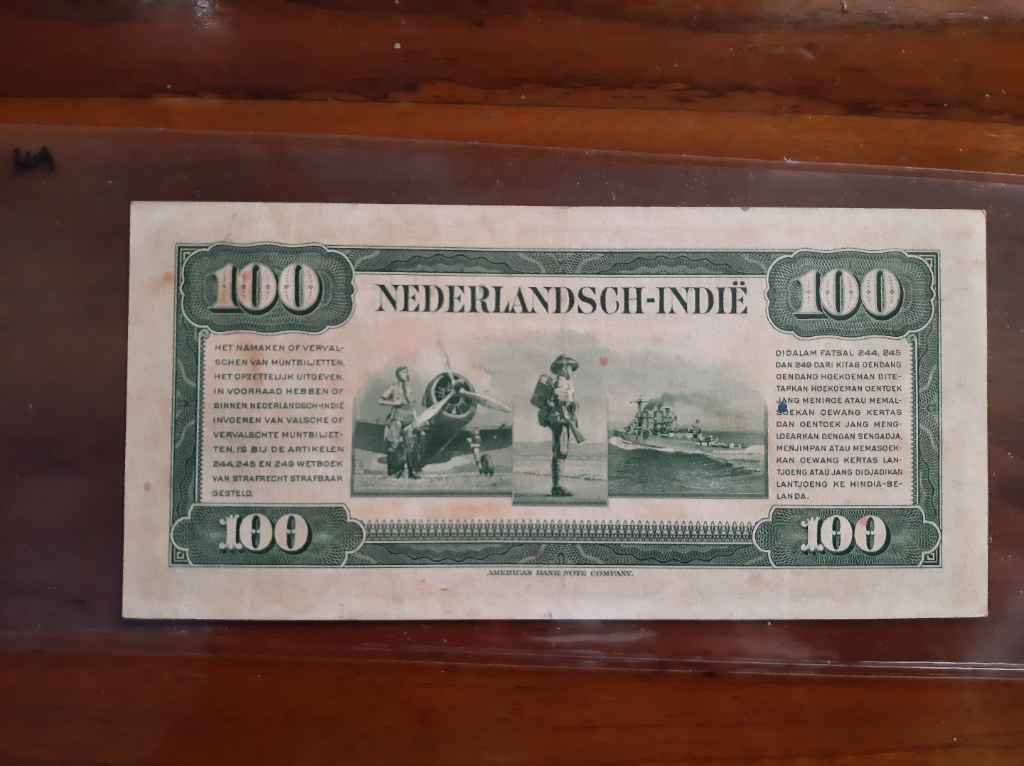 100
NEDERLANDSCH-INDIË
100
HET NAMAKEN OF VERVAL-
SCHEN VAN MUNTBILJETTEN,
HET OPZETTELIJK UITGEVEN,
IN VOORRAAD HEBBEN OF
BINNEN NEDERLANDSCH-INDIË
INVOEREN VAN VALSCHE OF
VERVALSCHTE MUNTBILJET-
TEN, IS BIJ DE ARTIKELEN
244, 245 EN 249 WETBOEK
VAN STRAFRECHT STRAFBAAR
GESTELD.
DIDALAM FATSAL 244, 245
DAN 249 DARI KITAB OENDANG
OENDANG HOEKOEMAN DITE-
TAPKAN HOEKOEMAN OENTOEK
JANG MENIROE ATAU MEMAL-
SOEKAN OEWANG KERTAS
DAN OENTOEK JANG MENG-
LOEARKAN DENGAN SENGADJA,
MENJIMPAN ATAU MEMASOEK-
KAN OEWANG KERTAS LAN-
TJOENG ATAU JANG DIDJADIKAN
LANTJOENG KE HINDIA-BE-
LANDA.
100
100
AMERICAN BANK NOTE COMPANY.